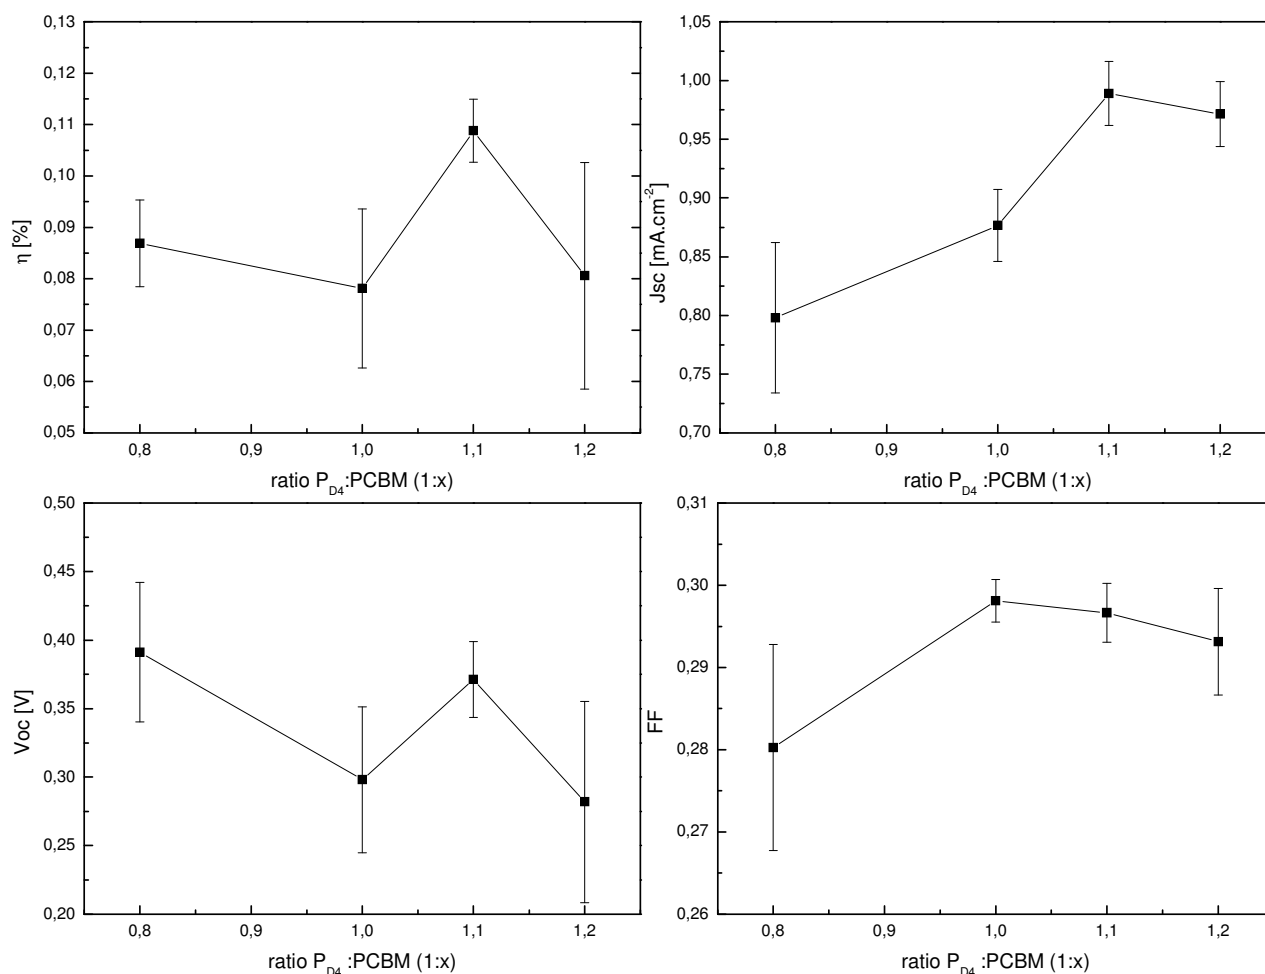 0,13
0,12
0,11
0,10
0,09
0,08
0,07
0,06
0,05
η [%]
0,8 0,9 1,0 1,1 1,2
ratio P_D4:PCBM (1:x)
1,05
1,00
0,95
0,90
0,85
0,80
0,75
0,70
Jsc [mA.cm⁻²]
0,8 0,9 1,0 1,1 1,2
ratio P_D4 :PCBM (1:x)
0,50
0,45
0,40
0,35
0,30
0,25
0,20
Voc [V]
0,8 0,9 1,0 1,1 1,2
ratio P_D4 :PCBM (1:x)
0,31
0,30
0,29
0,28
0,27
0,26
FF
0,8 0,9 1,0 1,1 1,2
ratio P_D4 :PCBM (1:x)